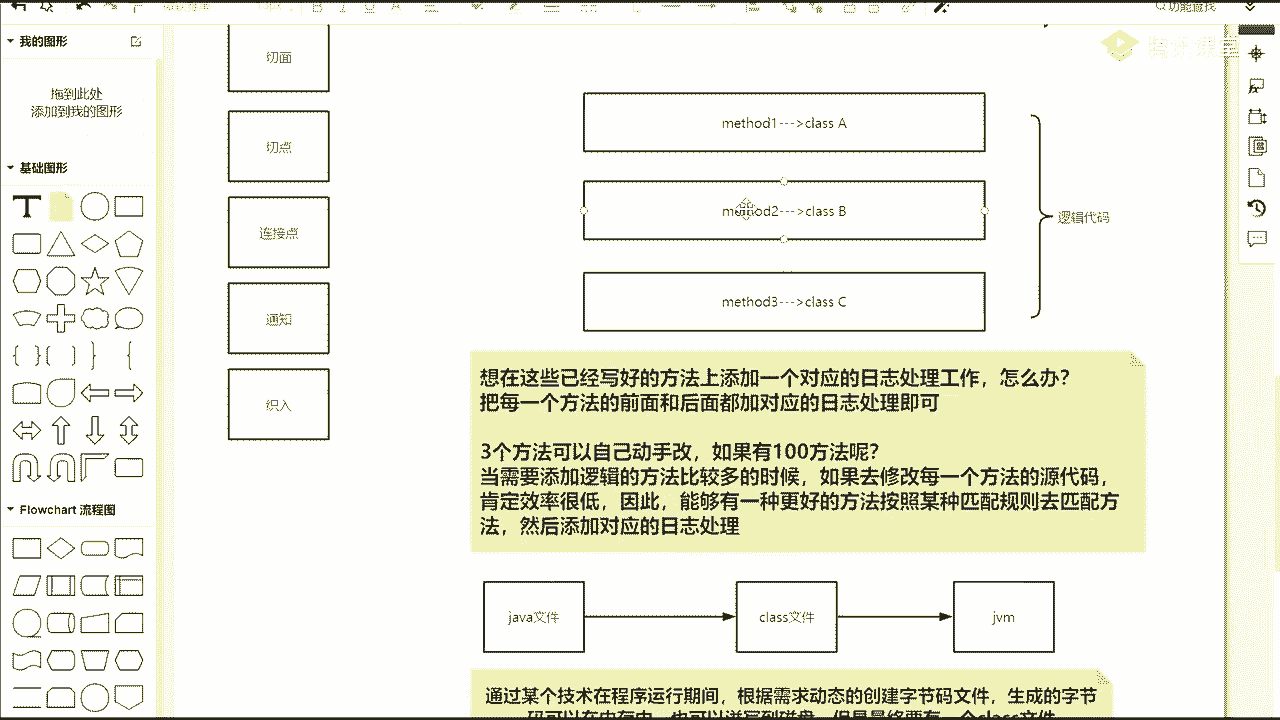 功能查找
我的图形
拖到此处
添加到我的图形
基础图形
Flowchart 流程图
切面
切点
连接点
通知
织入
method1--->class A
method2--->class B
method3--->class C
逻辑代码
想在这些已经写好的方法上添加一个对应的日志处理工作，怎么办？
把每一个方法的前面和后面都加对应的日志处理即可
3个方法可以自己动手改，如果有100方法呢？
当需要添加逻辑的方法比较多的时候，如果去修改每一个方法的源代码，
肯定效率很低，因此，能够有一种更好的方法按照某种匹配规则去匹配方
法，然后添加对应的日志处理
java文件
class文件
jvm
通过某个技术在程序运行期间，根据需求动态的创建字节码文件，生成的字节